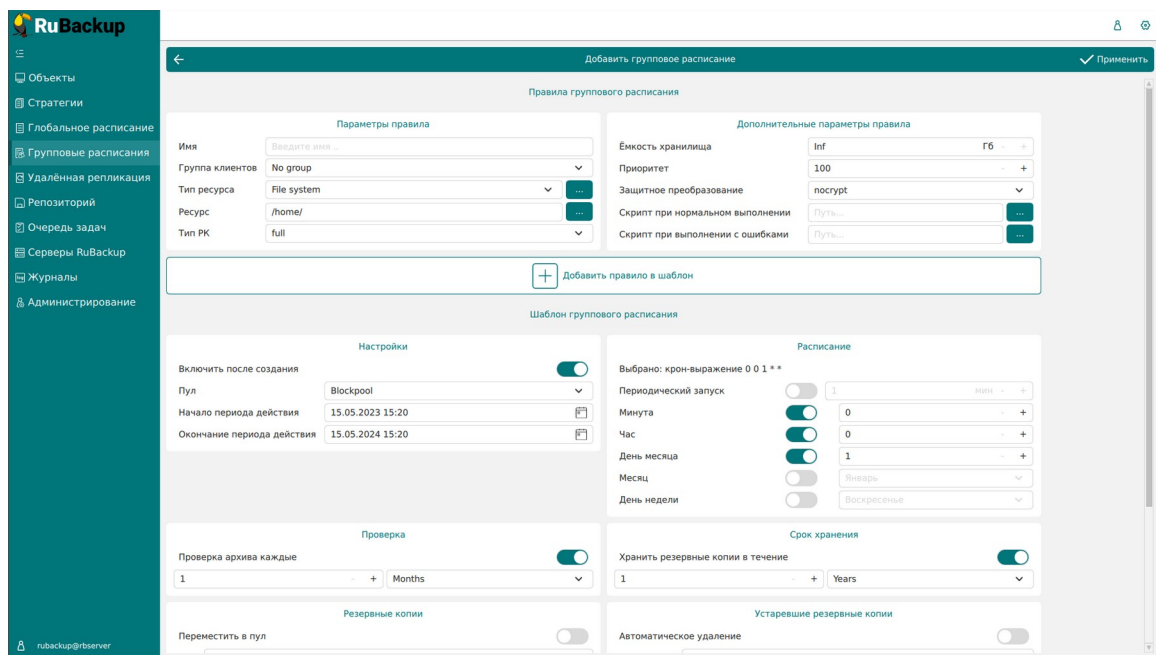 RuBackup
Объекты
Стратегии
Глобальное расписание
Групповые расписания
Удалённая репликация
Репозиторий
Очередь задач
Серверы RuBackup
Журналы
Администрирование
rubackup@rbserver
Добавить групповое расписание
Применить
Правила группового расписания
Параметры правила
Имя Введите имя ...
Группа клиентов No group
Тип ресурса File system ...
Ресурс /home/ ...
Тип РК full
Дополнительные параметры правила
Ёмкость хранилища Inf Гб - +
Приоритет 100 - +
Защитное преобразование nocrypt
Скрипт при нормальном выполнении Путь... ...
Скрипт при выполнении с ошибками Путь... ...
+ Добавить правило в шаблон
Шаблон группового расписания
Настройки
Включить после создания
Пул Blockpool
Начало периода действия 15.05.2023 15:20
Окончание периода действия 15.05.2024 15:20
Расписание
Выбрано: крон-выражение 0 0 1 * *
Периодический запуск 1 мин. - +
Минута 0 - +
Час 0 - +
День месяца 1 - +
Месяц Январь
День недели Воскресенье
Проверка
Проверка архива каждые
1 - + Months
Срок хранения
Хранить резервные копии в течение
1 - + Years
Резервные копии
Переместить в пул
Устаревшие резервные копии
Автоматическое удаление